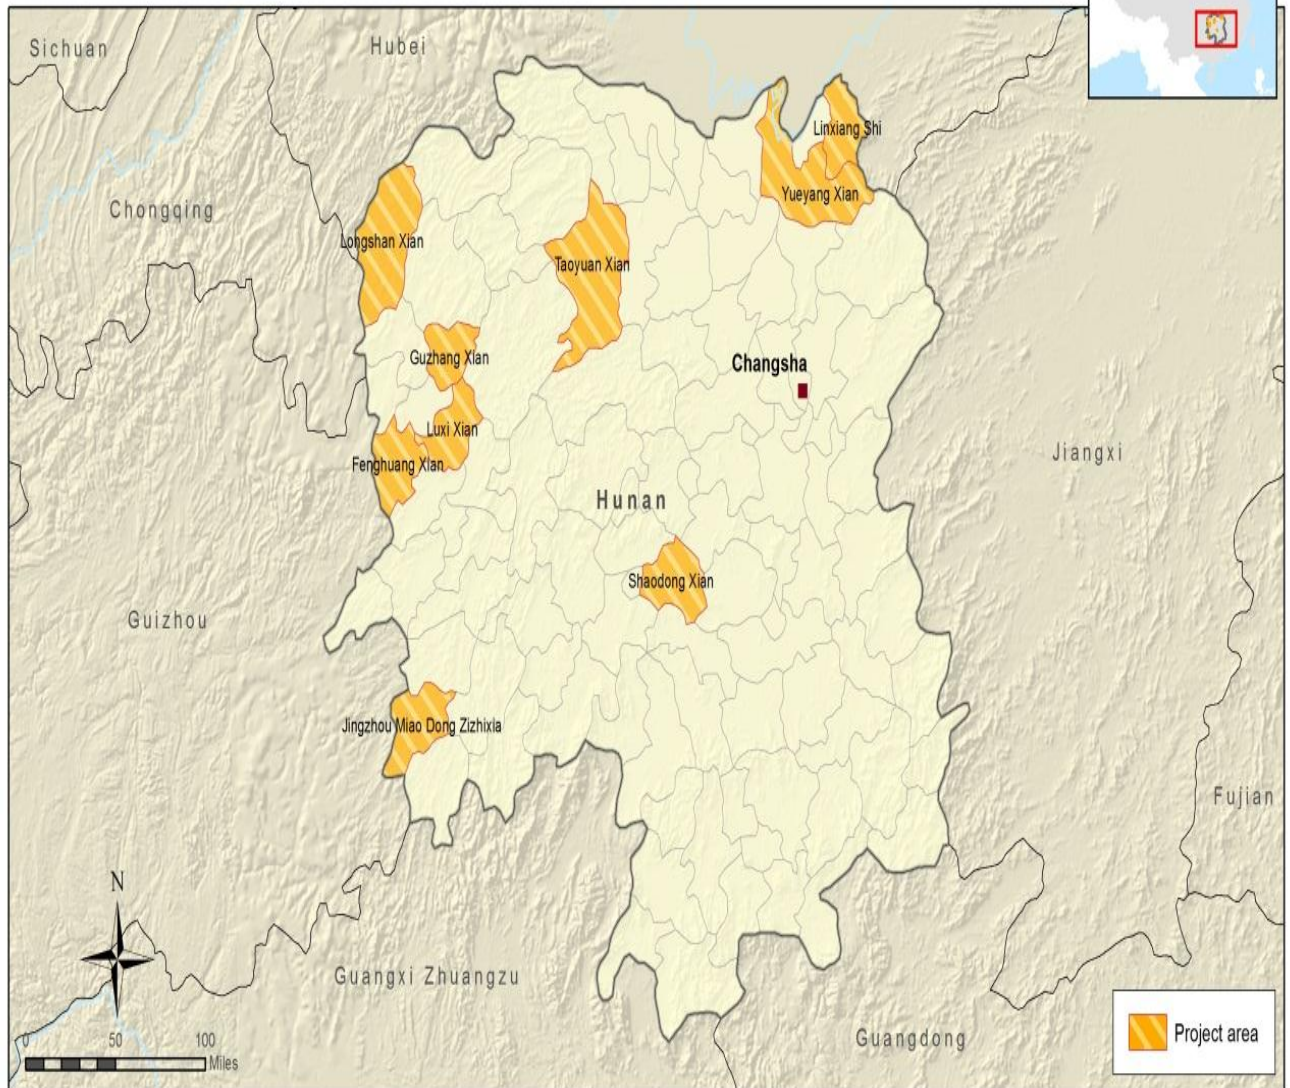 Sichuan
Hubei
Linxiang Shi
Yueyang Xian
Chongqing
Longshan Xian
Taoyuan Xian
Guzhang Xian
Changsha
Luxi Xian
Fenghuang Xian
Jiangxi
Hunan
Shaodong Xian
Guizhou
Jingzhou Miao Dong Zizhixia
Fujian
N
Guangxi Zhuangzu
Guangdong
Project area
0 50 100
Miles